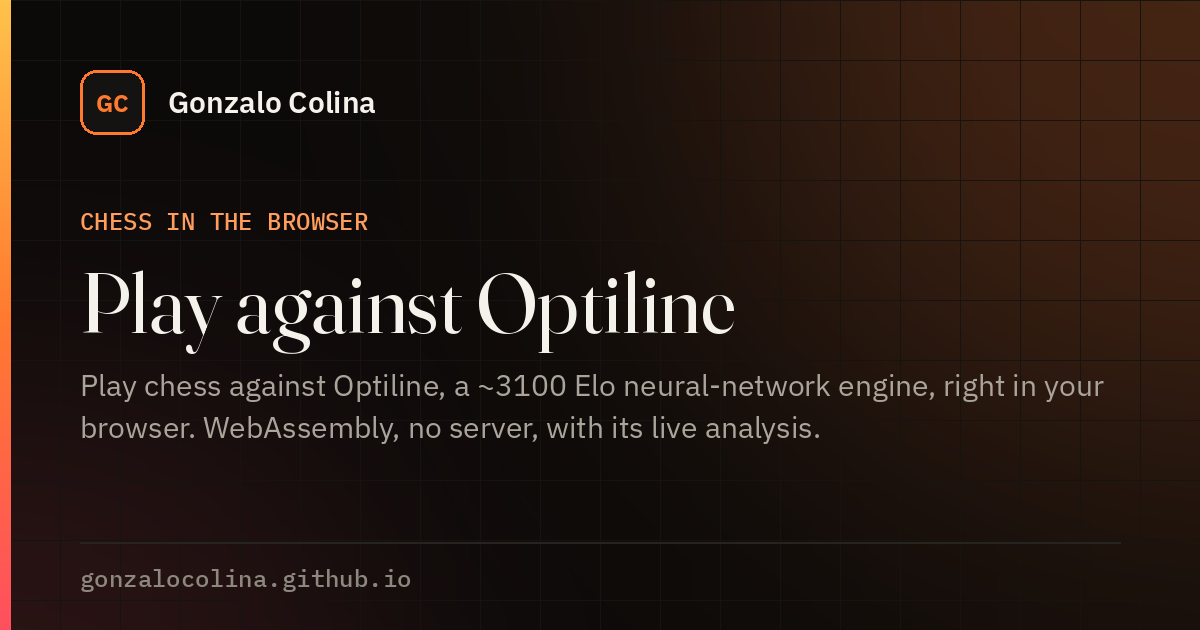 GC
Gonzalo Colina
CHESS IN THE BROWSER
Play against Optiline
Play chess against Optiline, a ~3100 Elo neural-network engine, right in your
browser. WebAssembly, no server, with its live analysis.
gonzalocolina.github.io